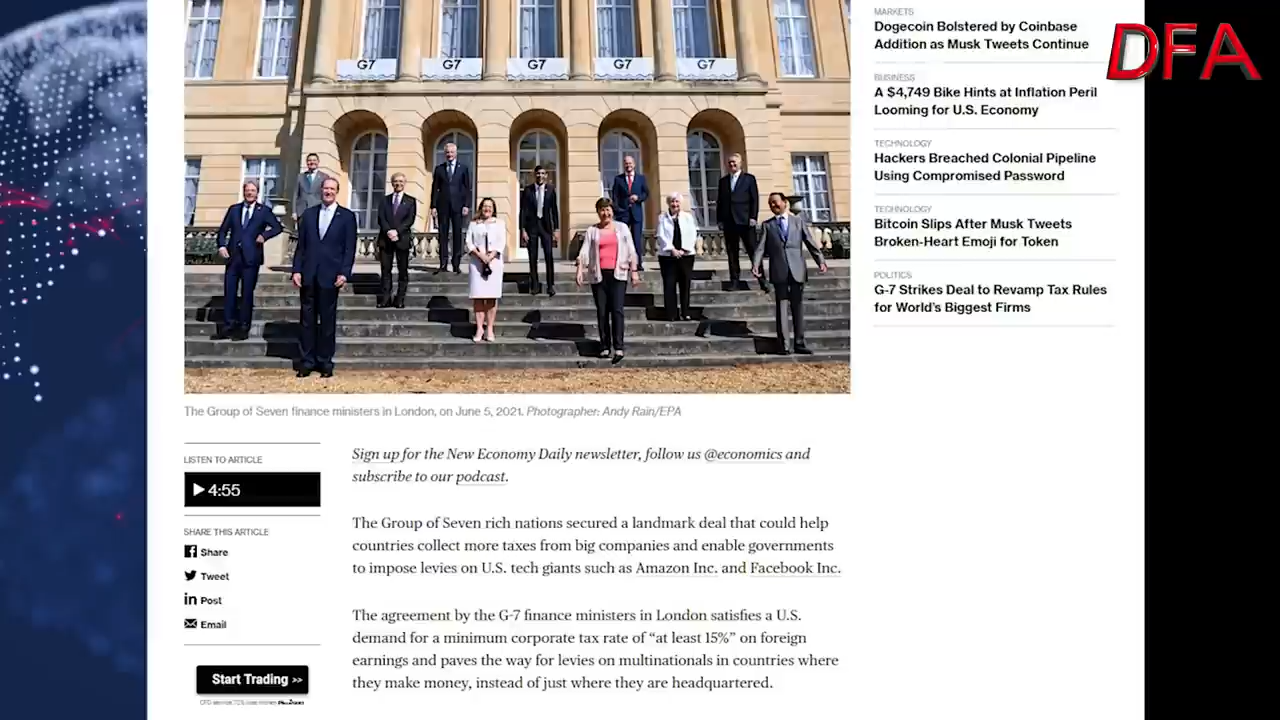 G7 G7 G7 G7 G7
The Group of Seven finance ministers in London, on June 5, 2021. Photographer: Andy Rain/EPA
LISTEN TO ARTICLE
4:55
SHARE THIS ARTICLE
Share
Tweet
Post
Email
Start Trading >>
Sign up for the New Economy Daily newsletter, follow us @economics and
subscribe to our podcast.
The Group of Seven rich nations secured a landmark deal that could help
countries collect more taxes from big companies and enable governments
to impose levies on U.S. tech giants such as Amazon Inc. and Facebook Inc.
The agreement by the G-7 finance ministers in London satisfies a U.S.
demand for a minimum corporate tax rate of “at least 15%” on foreign
earnings and paves the way for levies on multinationals in countries where
they make money, instead of just where they are headquartered.
MARKETS
Dogecoin Bolstered by Coinbase
Addition as Musk Tweets Continue
BUSINESS
A $4,749 Bike Hints at Inflation Peril
Looming for U.S. Economy
TECHNOLOGY
Hackers Breached Colonial Pipeline
Using Compromised Password
TECHNOLOGY
Bitcoin Slips After Musk Tweets
Broken-Heart Emoji for Token
POLITICS
G-7 Strikes Deal to Revamp Tax Rules
for World's Biggest Firms
DFA